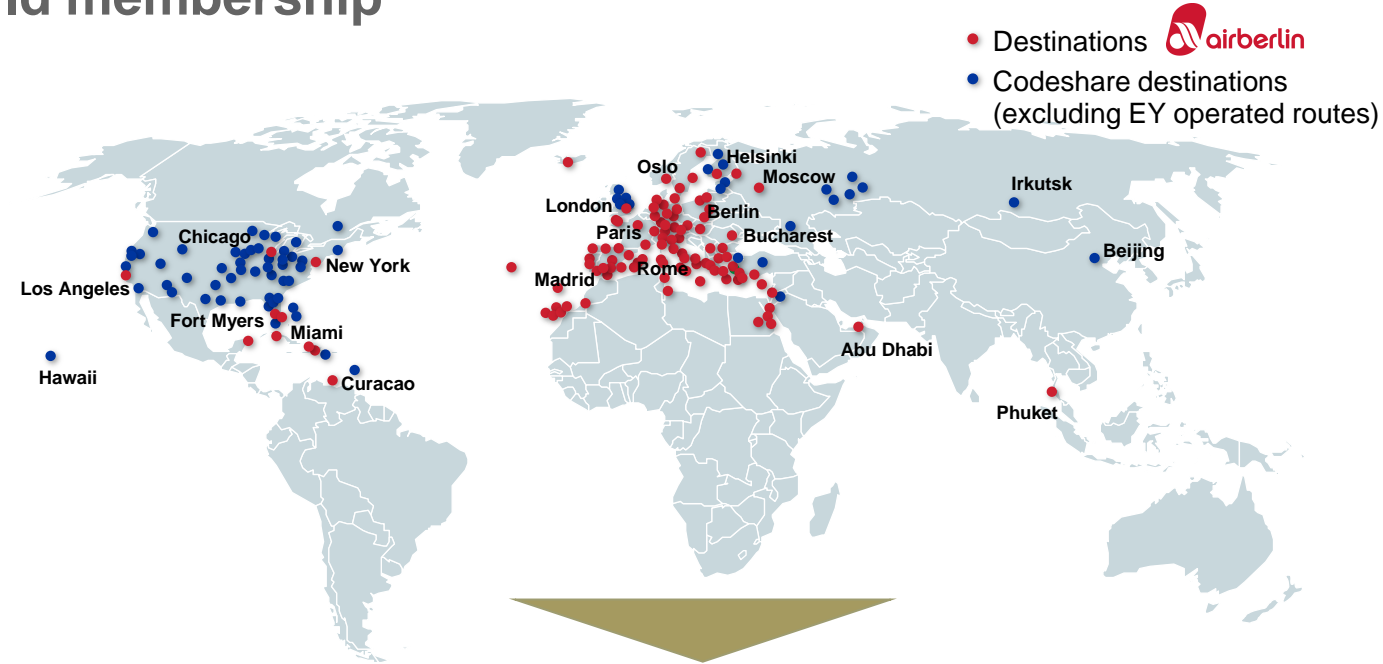 membership
Destinations airberlin
Codeshare destinations
(excluding EY operated routes)
Oslo
Helsinki
Moscow
Irkutsk
London
Berlin
Chicago
Paris
Bucharest
Beijing
New York
Madrid
Rome
Los Angeles
Fort Myers
Miami
Abu Dhabi
Hawaii
Curacao
Phuket